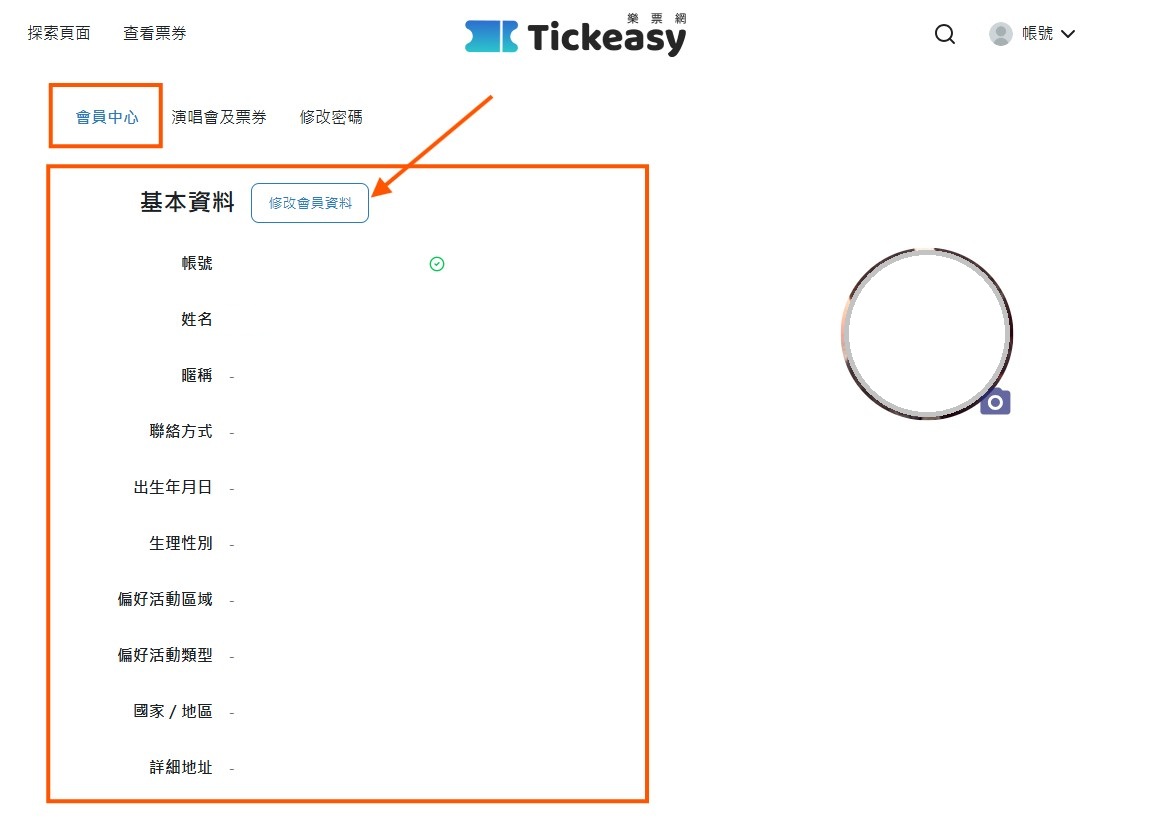 探索頁面 查看票券 樂票網 Tickeasy 帳號
會員中心 演唱會及票券 修改密碼
基本資料 修改會員資料
帳號
姓名
暱稱 -
聯絡方式 -
出生年月日 -
生理性別 -
偏好活動區域 -
偏好活動類型 -
國家 / 地區 -
詳細地址 -